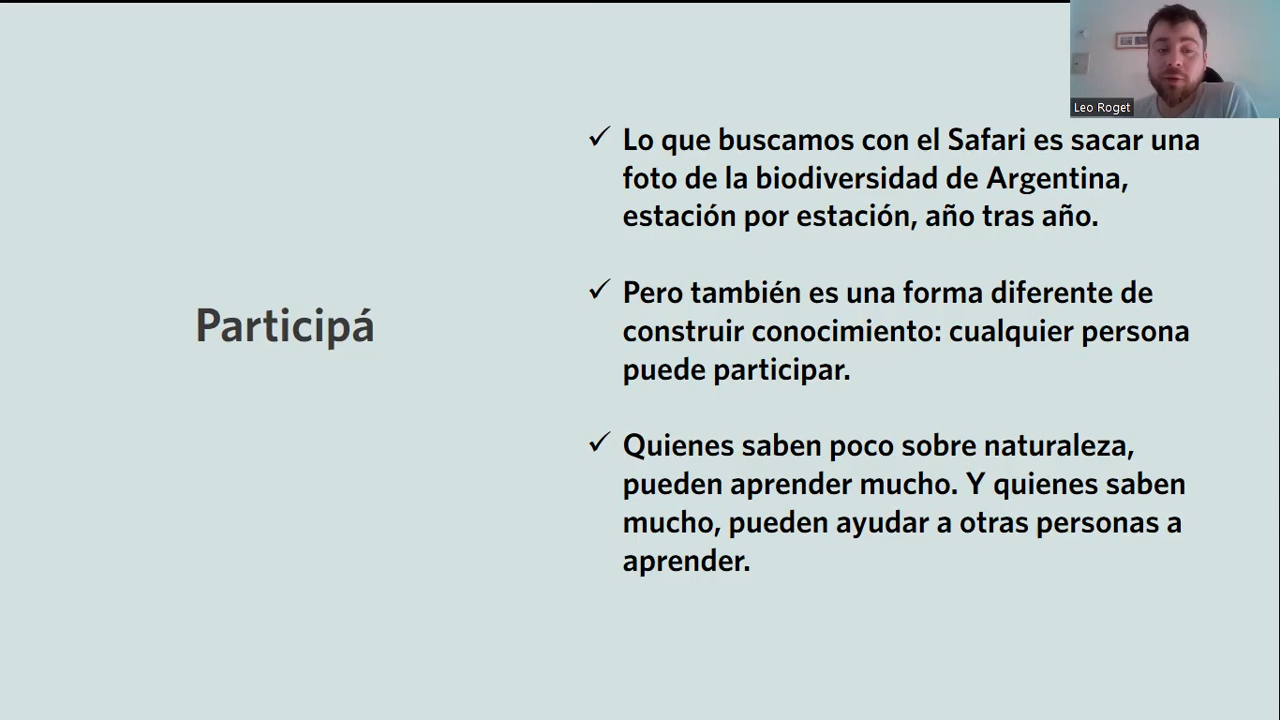 Leo Roget
Participá
✓ Lo que buscamos con el Safari es sacar una
foto de la biodiversidad de Argentina,
estación por estación, año tras año.
✓ Pero también es una forma diferente de
construir conocimiento: cualquier persona
puede participar.
✓ Quienes saben poco sobre naturaleza,
pueden aprender mucho. Y quienes saben
mucho, pueden ayudar a otras personas a
aprender.